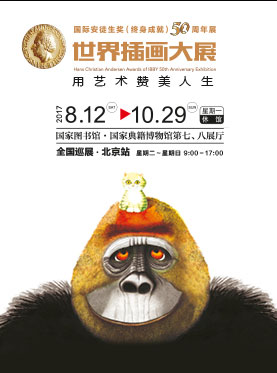 国际安徒生奖(终身成就)50周年展
世界插画大展
Hans Christian Andersen Awards of IBBY 50th Anniversary Exhibition
用艺术赞美人生
2017 8.12 SAT ▶ 10.29 SUN 星期一 休馆
国家图书馆·国家典籍博物馆第七、八展厅
全国巡展·北京站 星期二~星期日 9:00-17:00